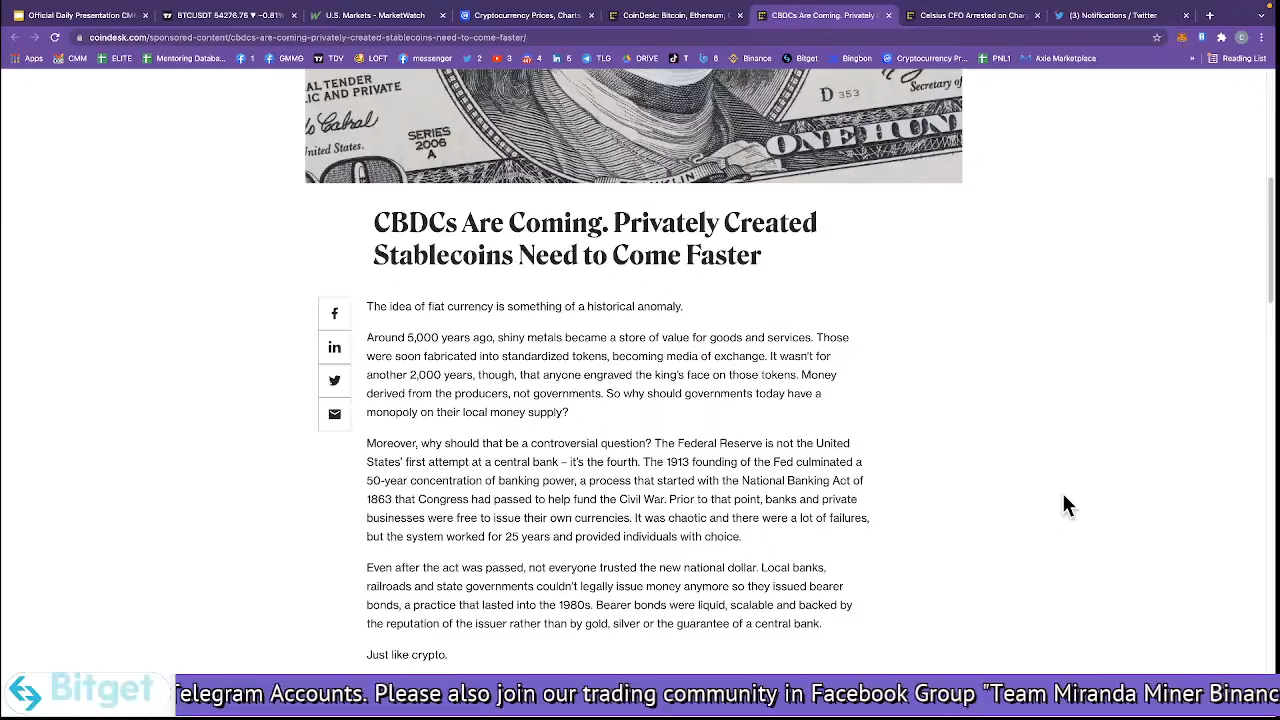 Official Daily Presentation CM
BTCUSDT 54276.76 ▼ −0.81%
U.S. Markets - MarketWatch
Cryptocurrency Prices, Charts
CoinDesk: Bitcoin, Ethereum, C
CBDCs Are Coming. Privately C
Celsius CFO Arrested on Charg
(3) Notifications / Twitter
coindesk.com/sponsored-content/cbdcs-are-coming-privately-created-stablecoins-need-to-come-faster/
Apps CMM ELITE Mentoring Databa... 1 GMMG TDV LOFT messenger 2 3 4 5 TLG DRIVE T 6 Binance Bitget Bingbon Cryptocurrency Pr... PNL1 Axie Marketplace » Reading List
AL TENDER
LIC AND PRIVATE
Cabral
United States.
SERIES
2006
A
D 353
Secretary of
ONE HUN
KLIN
CBDCs Are Coming. Privately Created
Stablecoins Need to Come Faster
The idea of fiat currency is something of a historical anomaly.
Around 5,000 years ago, shiny metals became a store of value for goods and services. Those
were soon fabricated into standardized tokens, becoming media of exchange. It wasn't for
another 2,000 years, though, that anyone engraved the king's face on those tokens. Money
derived from the producers, not governments. So why should governments today have a
monopoly on their local money supply?
Moreover, why should that be a controversial question? The Federal Reserve is not the United
States' first attempt at a central bank – it's the fourth. The 1913 founding of the Fed culminated a
50-year concentration of banking power, a process that started with the National Banking Act of
1863 that Congress had passed to help fund the Civil War. Prior to that point, banks and private
businesses were free to issue their own currencies. It was chaotic and there were a lot of failures,
but the system worked for 25 years and provided individuals with choice.
Even after the act was passed, not everyone trusted the new national dollar. Local banks,
railroads and state governments couldn't legally issue money anymore so they issued bearer
bonds, a practice that lasted into the 1980s. Bearer bonds were liquid, scalable and backed by
the reputation of the issuer rather than by gold, silver or the guarantee of a central bank.
Just like crypto.
Bitget
Telegram Accounts. Please also join our trading community in Facebook Group "Team Miranda Miner Binanc